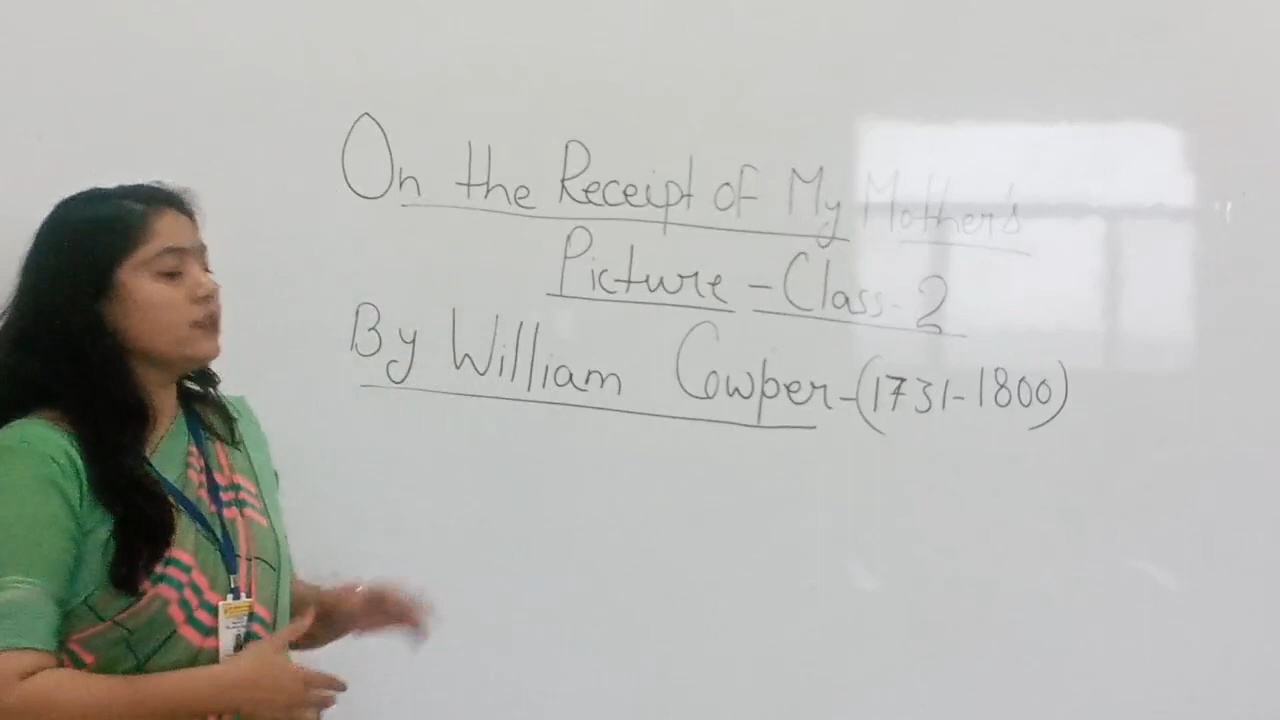 On the Receipt of My Mother's
Picture - Class - 2
By William Cowper - (1731-1800)